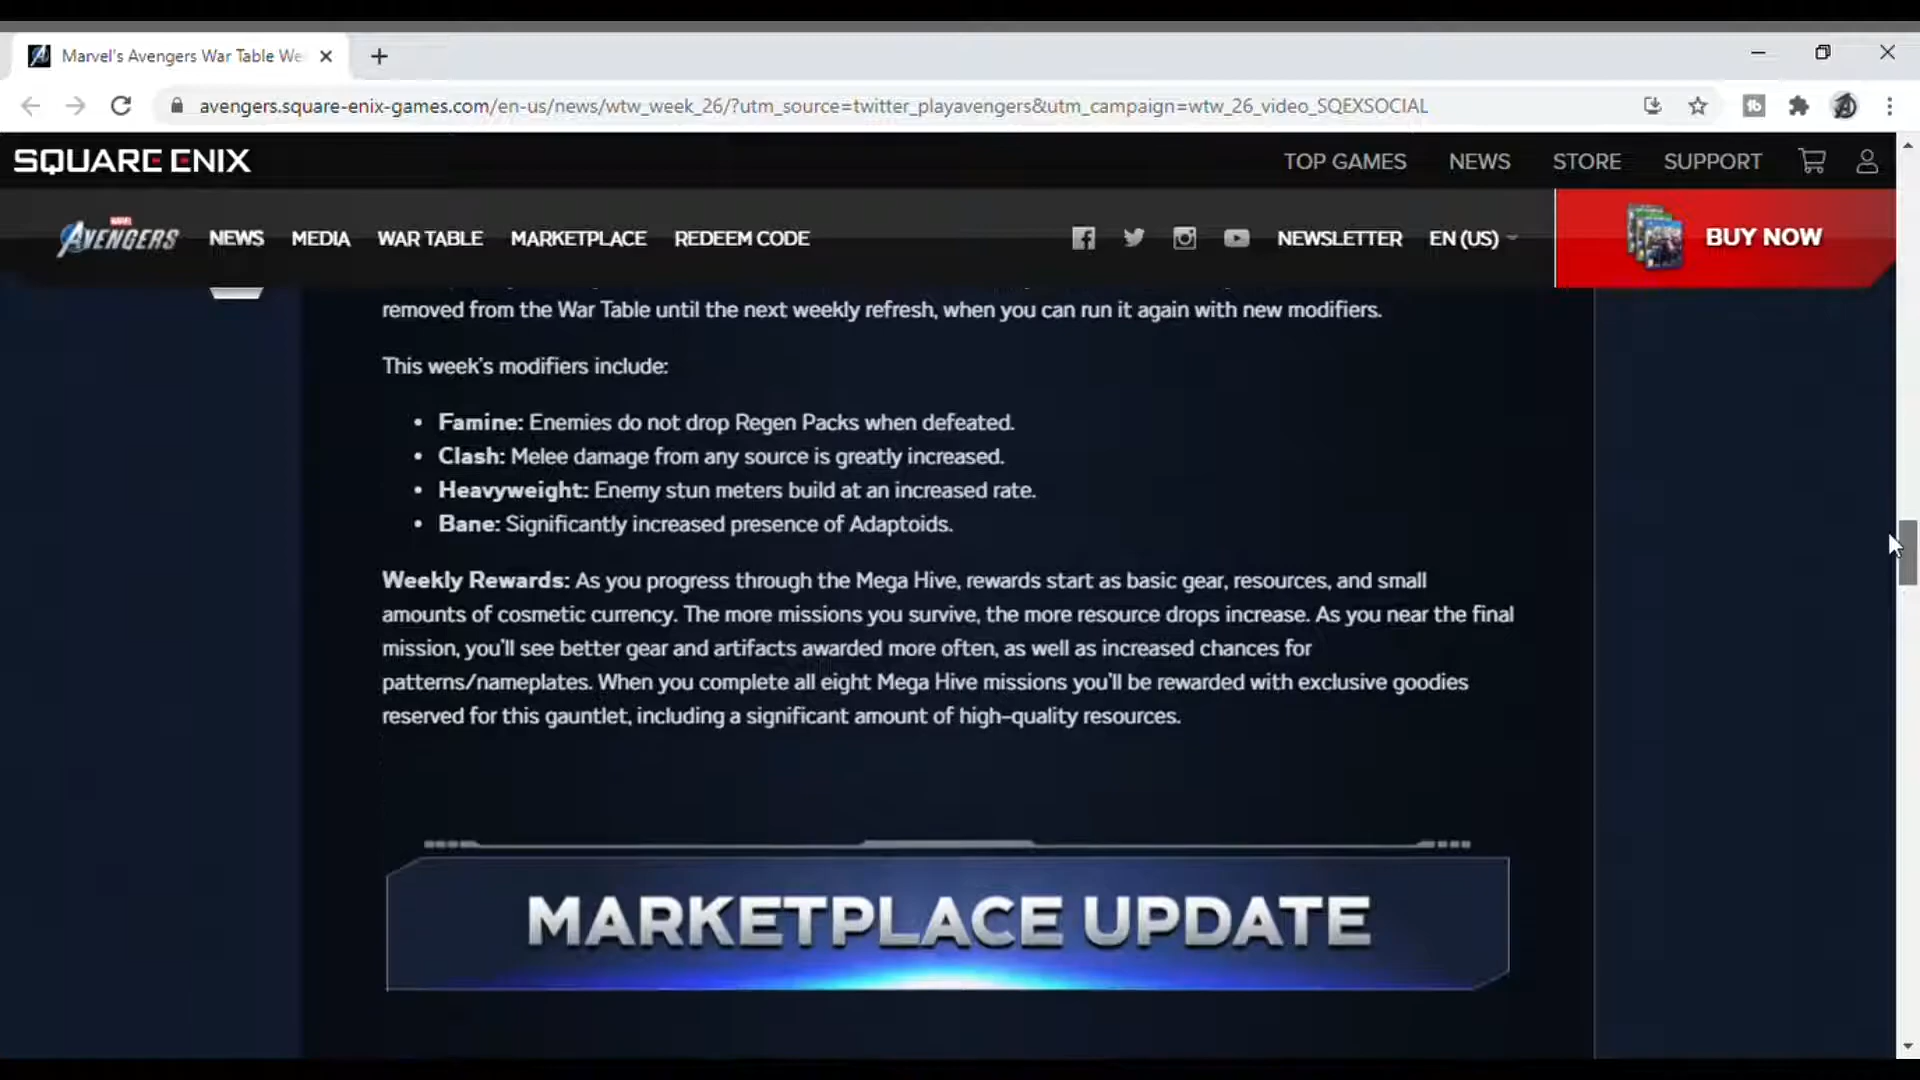 Marvel's Avengers War Table We
avengers.square-enix-games.com/en-us/news/wtw_week_26/?utm_source=twitter_playavengers&utm_campaign=wtw_26_video_SQEXSOCIAL
SQUARE ENIX
TOP GAMES NEWS STORE SUPPORT
MARVEL
AVENGERS NEWS MEDIA WAR TABLE MARKETPLACE REDEEM CODE NEWSLETTER EN (US) BUY NOW
removed from the War Table until the next weekly refresh, when you can run it again with new modifiers.
This week's modifiers include:
• Famine: Enemies do not drop Regen Packs when defeated.
• Clash: Melee damage from any source is greatly increased.
• Heavyweight: Enemy stun meters build at an increased rate.
• Bane: Significantly increased presence of Adaptoids.
Weekly Rewards: As you progress through the Mega Hive, rewards start as basic gear, resources, and small
amounts of cosmetic currency. The more missions you survive, the more resource drops increase. As you near the final
mission, you'll see better gear and artifacts awarded more often, as well as increased chances for
patterns/nameplates. When you complete all eight Mega Hive missions you'll be rewarded with exclusive goodies
reserved for this gauntlet, including a significant amount of high-quality resources.
MARKETPLACE UPDATE